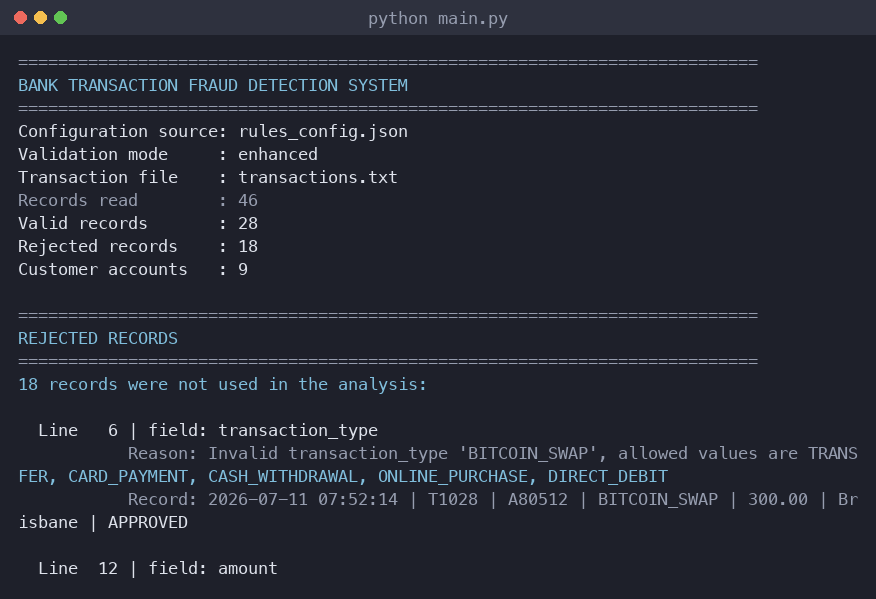 python main.py
==========================================================================
BANK TRANSACTION FRAUD DETECTION SYSTEM
==========================================================================
Configuration source: rules_config.json
Validation mode     : enhanced
Transaction file    : transactions.txt
Records read        : 46
Valid records       : 28
Rejected records    : 18
Customer accounts   : 9
==========================================================================
REJECTED RECORDS
==========================================================================
18 records were not used in the analysis:
  Line   6 | field: transaction_type
           Reason: Invalid transaction_type 'BITCOIN_SWAP', allowed values are TRANS
FER, CARD_PAYMENT, CASH_WITHDRAWAL, ONLINE_PURCHASE, DIRECT_DEBIT
           Record: 2026-07-11 07:52:14 | T1028 | A80512 | BITCOIN_SWAP | 300.00 | Br
isbane | APPROVED
  Line  12 | field: amount